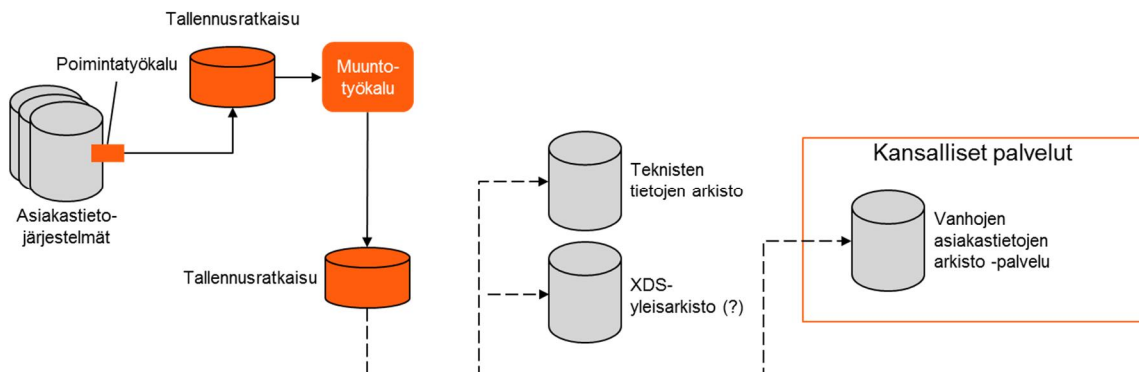 Tallennusratkaisu
Poimintatyökalu
Muunto-
työkalu
Asiakastieto-
järjestelmät
Tallennusratkaisu
Teknisten
tietojen arkisto
XDS-
yleisarkisto (?)
Kansalliset palvelut
Vanhojen
asiakastietojen
arkisto -palvelu